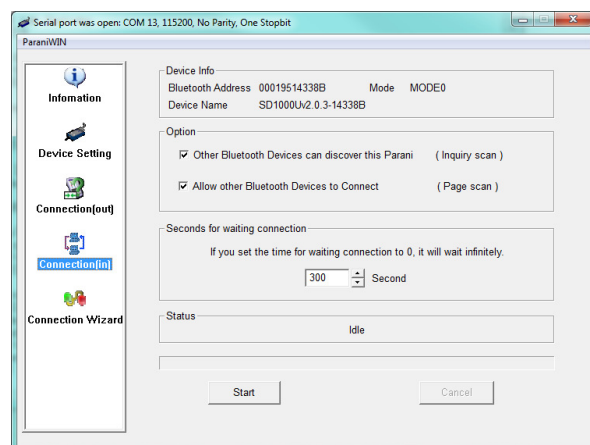 Serial port was open: COM 13, 115200, No Parity, One Stopbit
ParaniWIN
Infomation
Device Setting
Connection(out)
Connection(in)
Connection Wizard
Device Info
Bluetooth Address 00019514338B Mode MODE0
Device Name SD1000Uv2.0.3-14338B
Option
Other Bluetooth Devices can discover this Parani ( Inquiry scan )
Allow other Bluetooth Devices to Connect ( Page scan )
Seconds for waiting connection
If you set the time for waiting connection to 0, it will wait infinitely.
300 Second
Status
Idle
Start Cancel